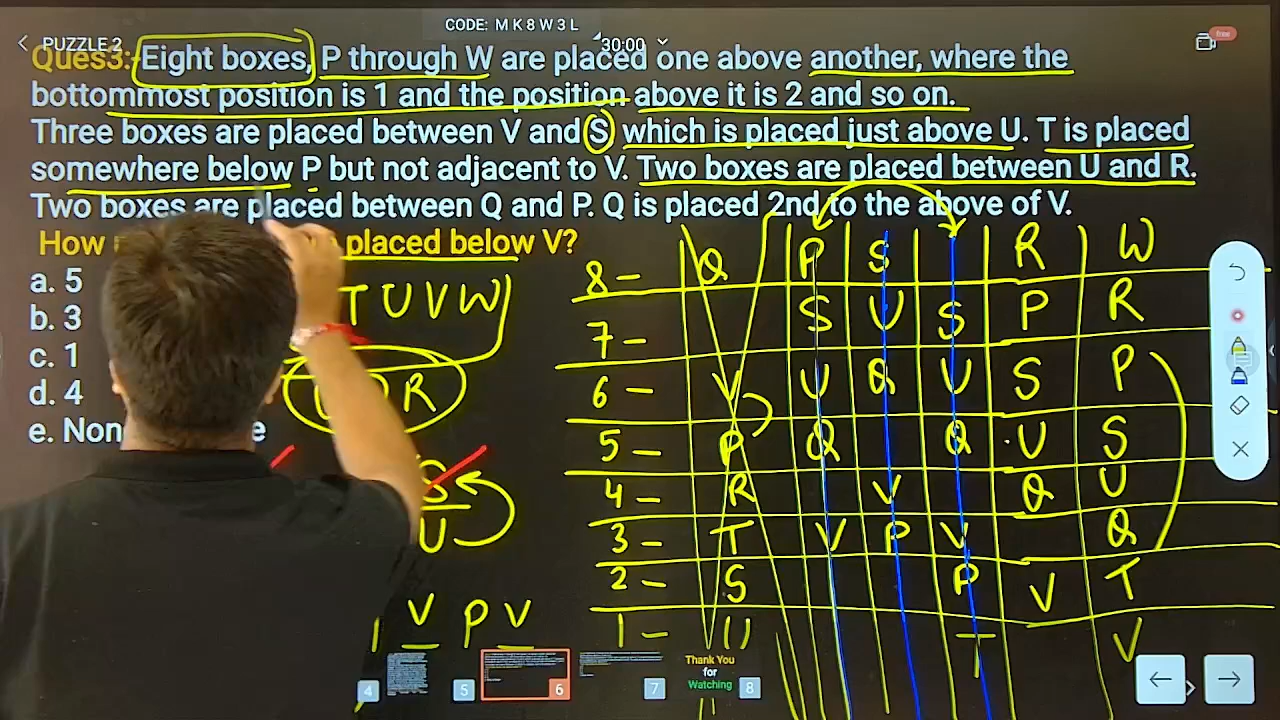 CODE: M K 8 W 3 L
PUZZLE 2
30:00
free
Ques3:- Eight boxes, P through W are placed one above another, where the
bottommost position is 1 and the position above it is 2 and so on.
Three boxes are placed between V and S which is placed just above U. T is placed
somewhere below P but not adjacent to V. Two boxes are placed between U and R.
Two boxes are placed between Q and P. Q is placed 2nd to the above of V.
How placed below V?
a. 5
b. 3
c. 1
d. 4
e. Non e
T U V W
R
S
U
V P V
8 - Q P S R W
7 - S U S P R
6 - V U Q U S P
5 - P Q Q U S
4 - R V Q U
3 - T V P V Q
2 - S P V T
1 - U T V
4
5
6
7
Thank You
for
Watching
8